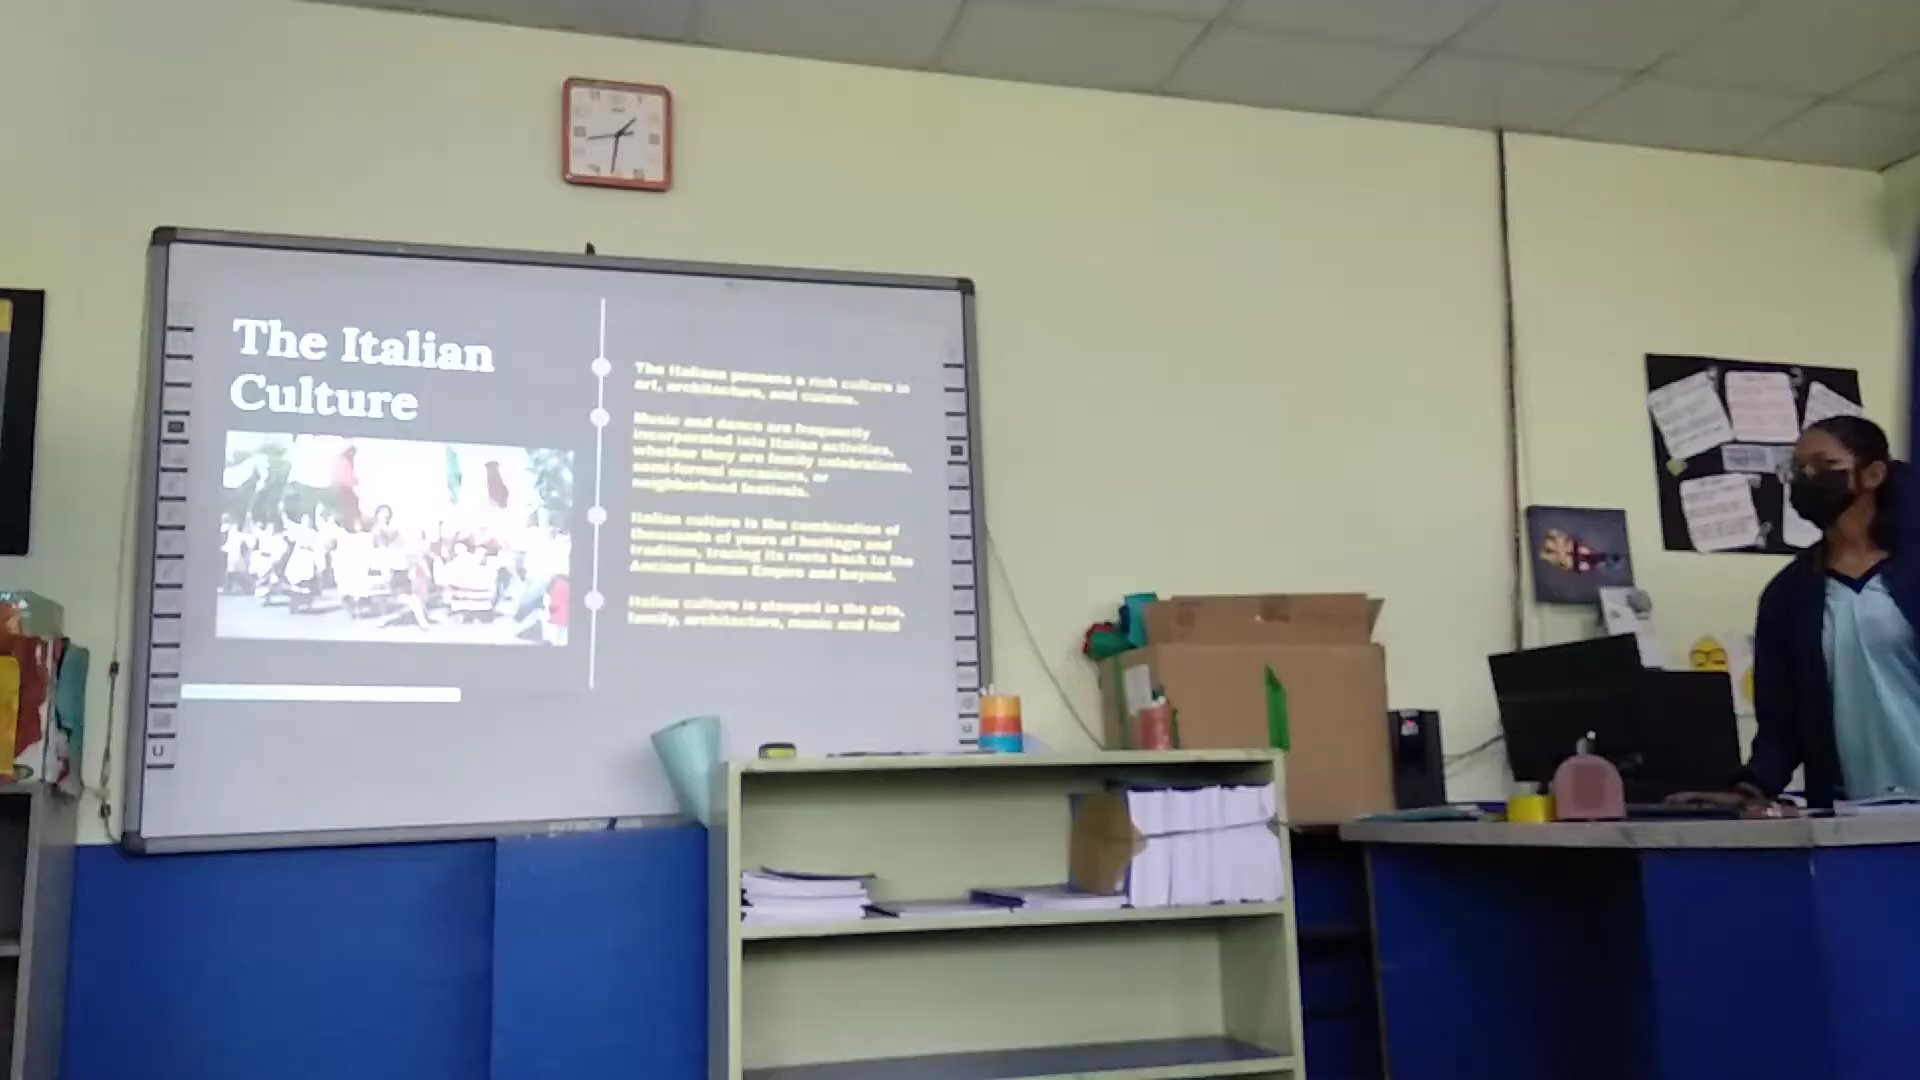 The Italian
Culture
The Italians possess a rich culture in
art, architecture, and cuisine.
Music and dance are frequently
incorporated into Italian activities,
whether they are family celebrations,
semi-formal occasions, or
neighborhood festivals.
Italian culture is the combination of
thousands of years of heritage and
tradition, tracing its roots back to the
Ancient Roman Empire and beyond.
Italian culture is steeped in the arts,
family, architecture, music and food